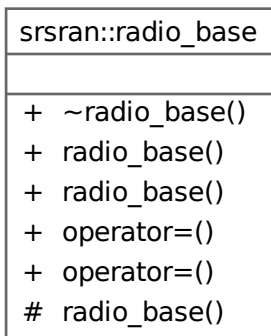 srsran::radio_base
+ ~radio_base()
+ radio_base()
+ radio_base()
+ operator=()
+ operator=()
# radio_base()